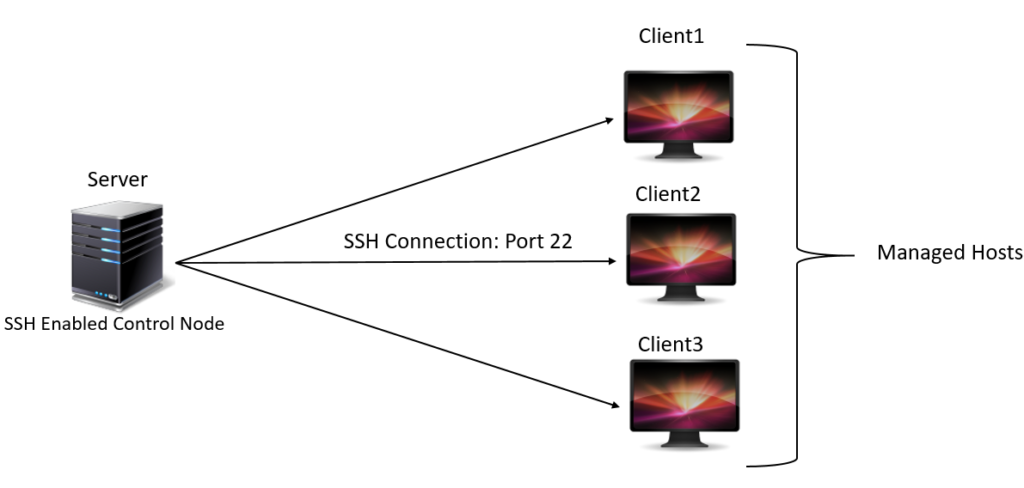 Client1
Server
Client2
SSH Connection: Port 22
Managed Hosts
SSH Enabled Control Node
Client3